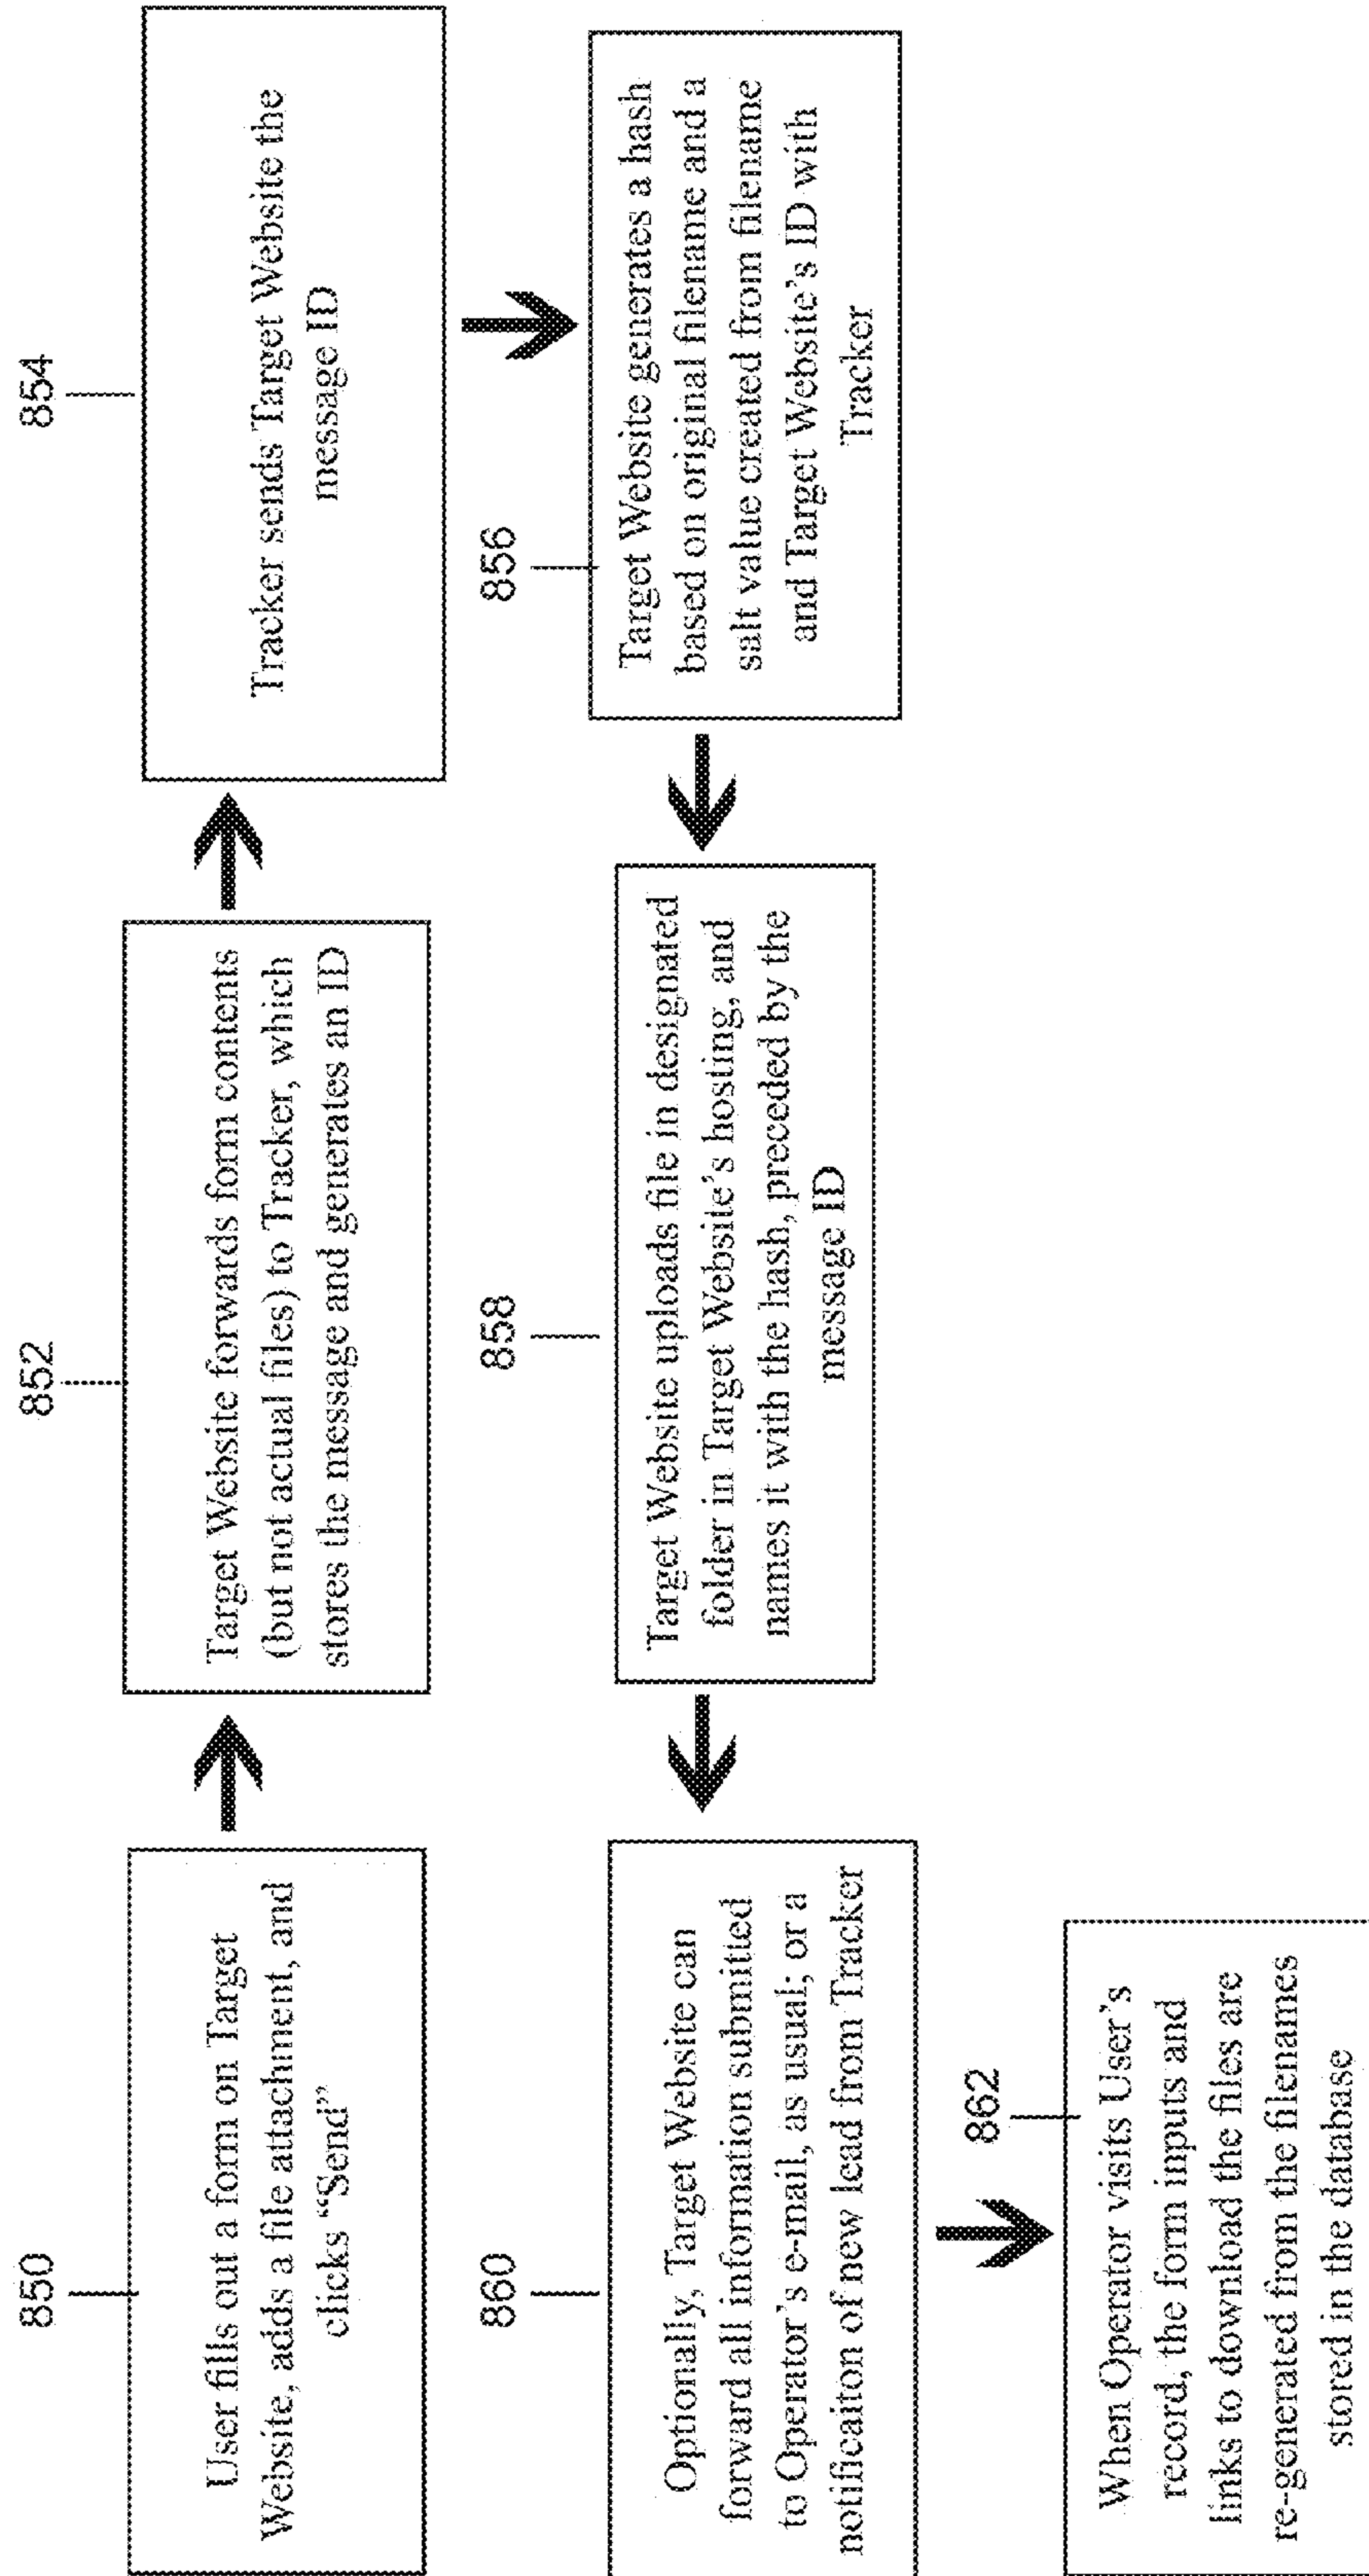 850
User fills out a form on Target
Website, adds a file attachment, and
clicks “Send”
852
Target Website forwards form contents
(but not actual files) to Tracker, which
stores the message and generates an ID
854
Tracker sends Target Website the
message ID
856
Target Website generates a hash
based on original filename and a
salt value created from filename
and Target Website’s ID with
Tracker
858
Target Website uploads file in designated
folder in Target Website’s hosting, and
names it with the hash, preceded by the
message ID
860
Optionally, Target Website can
forward all information submitted
to Operator’s e-mail, as usual; or a
notificaiton of new lead from Tracker
862
When Operator visits User’s
record, the form inputs and
links to download the files are
re-generated from the filenames
stored in the database